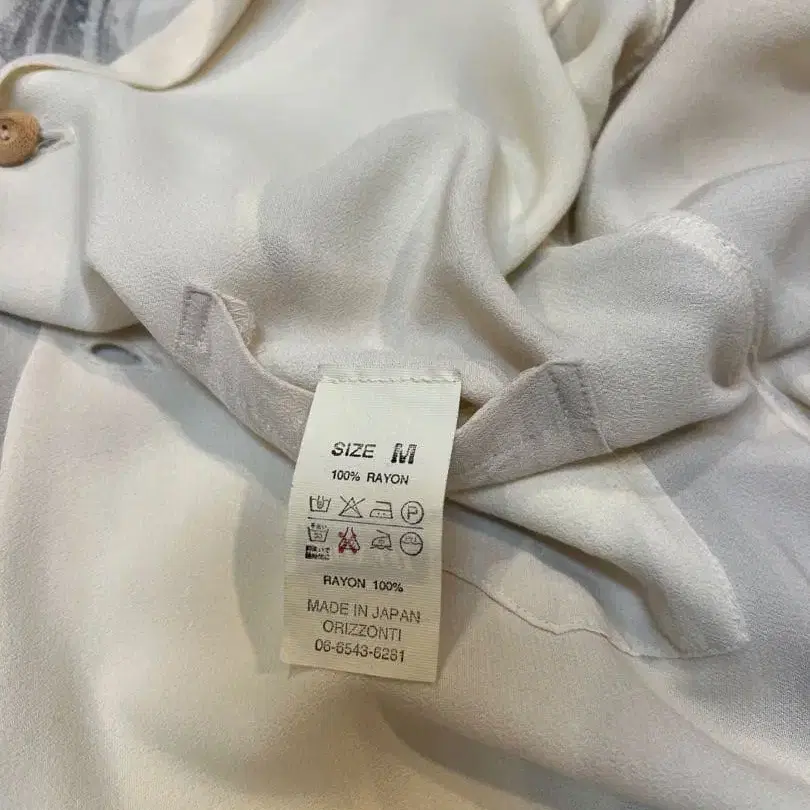 SIZE M
100% RAYON
P
RAYON 100%
MADE IN JAPAN
ORIZZONTI
06-6543-6281